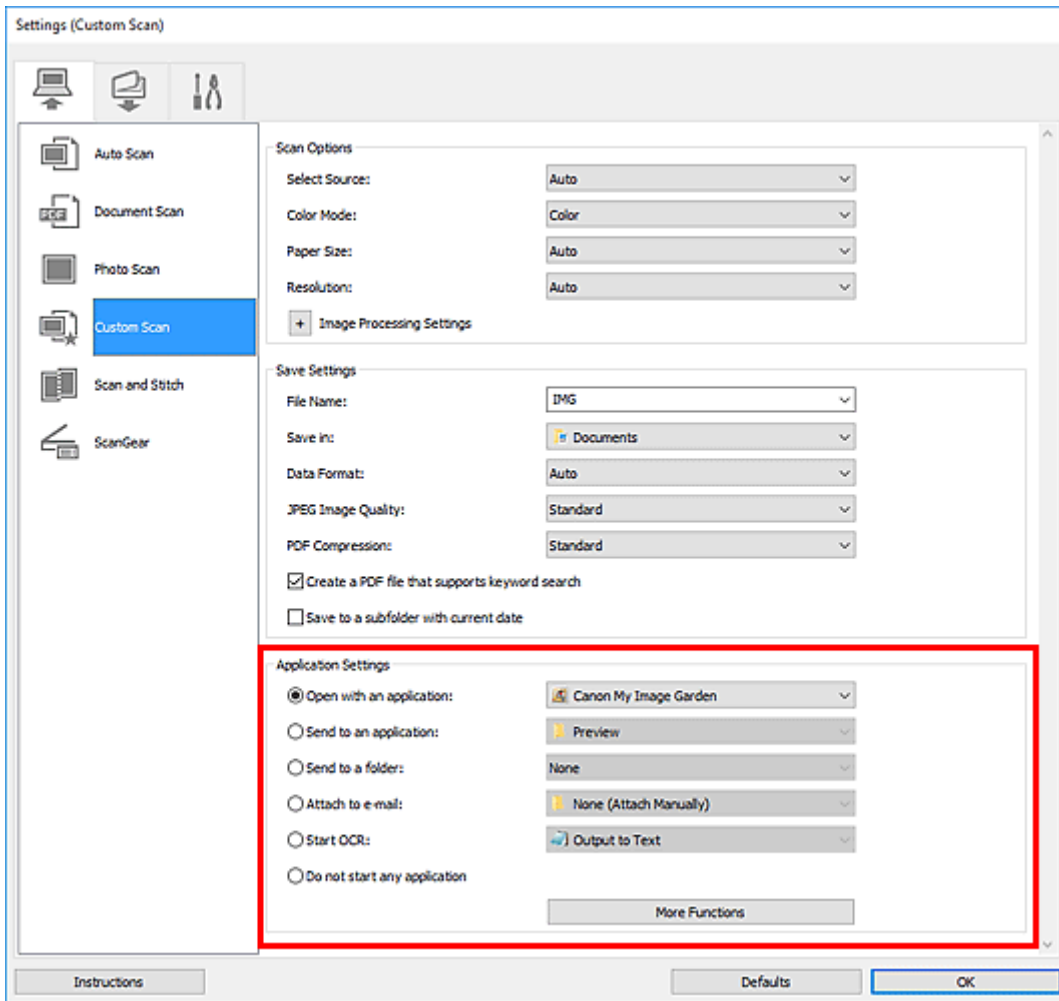 Settings (Custom Scan)
Auto Scan
PDF
Document Scan
Photo Scan
Custom Scan
Scan and Stitch
ScanGear
Scan Options
Select Source: Auto
Color Mode: Color
Paper Size: Auto
Resolution: Auto
+ Image Processing Settings
Save Settings
File Name: IMG
Save in: Documents
Data Format: Auto
JPEG Image Quality: Standard
PDF Compression: Standard
Create a PDF file that supports keyword search
Save to a subfolder with current date
Application Settings
Open with an application: Canon My Image Garden
Send to an application: Preview
Send to a folder: None
Attach to e-mail: None (Attach Manually)
Start OCR: Output to Text
Do not start any application
More Functions
Instructions Defaults OK